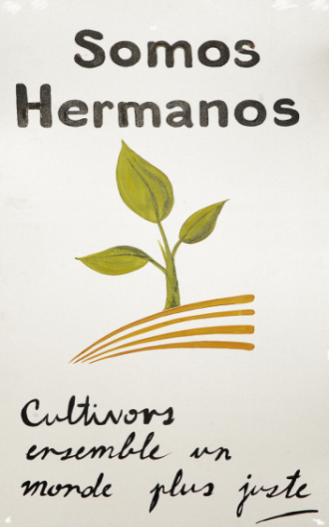 Somos
Hermanos
Cultivons
ensemble un
monde plus juste